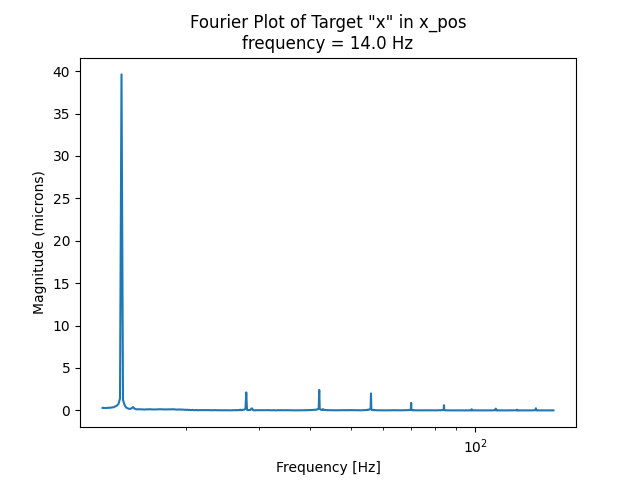 Fourier Plot of Target "x" in x_pos
frequency = 14.0 Hz
40
35
30
25
20
15
10
5
0
Magnitude (microns)
10²
Frequency [Hz]